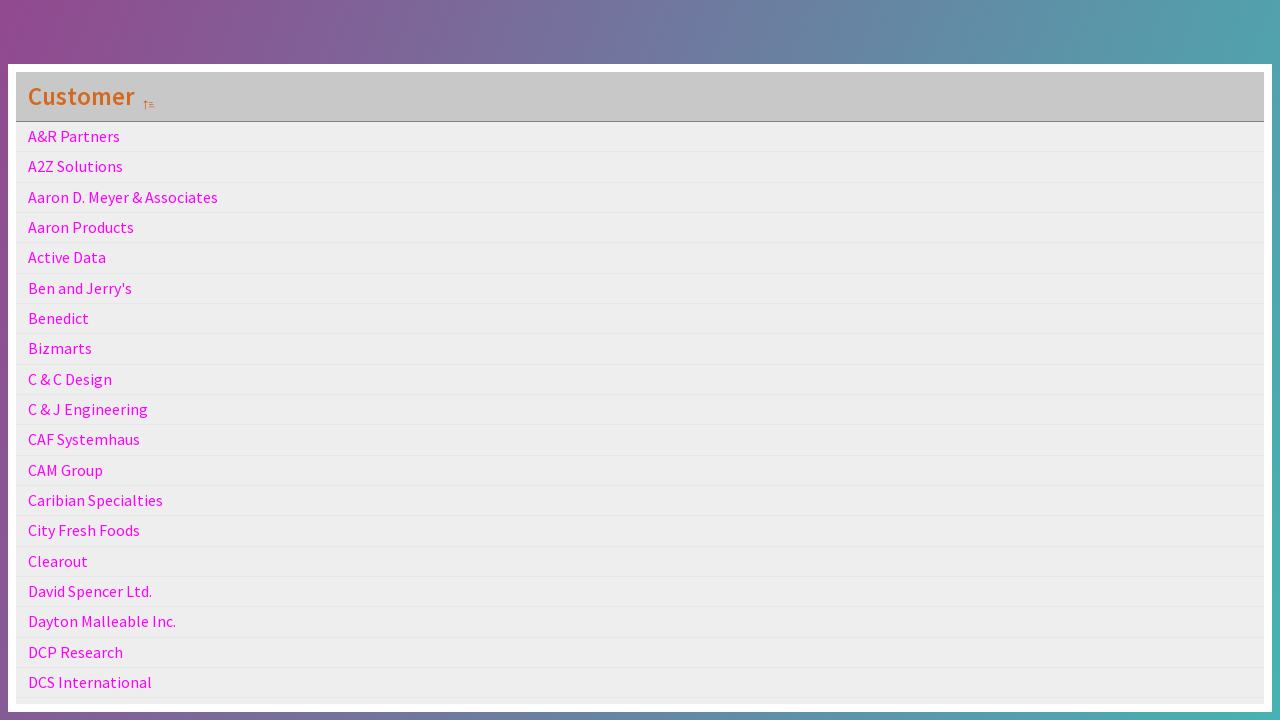 Customer
A&R Partners
A2Z Solutions
Aaron D. Meyer & Associates
Aaron Products
Active Data
Ben and Jerry's
Benedict
Bizmarts
C & C Design
C & J Engineering
CAF Systemhaus
CAM Group
Caribian Specialties
City Fresh Foods
Clearout
David Spencer Ltd.
Dayton Malleable Inc.
DCP Research
DCS International